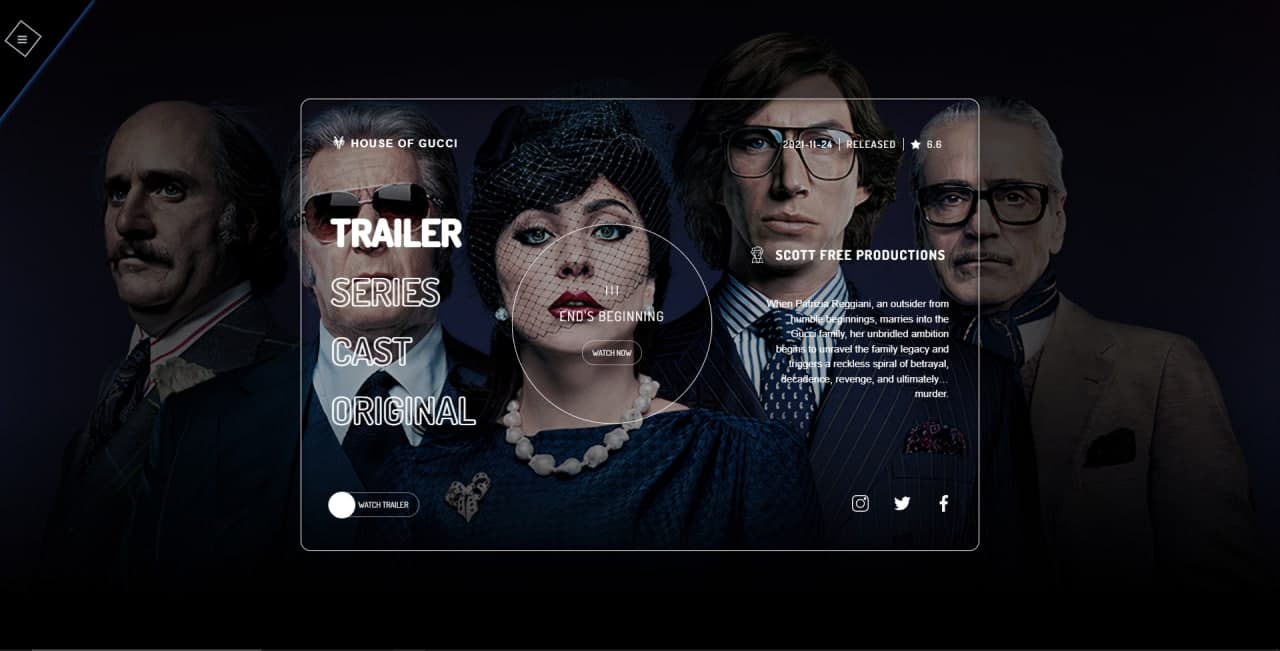 HOUSE OF GUCCI
2021-11-24 | RELEASED | ★ 6.6
TRAILER
SERIES
CAST
ORIGINAL
WATCH TRAILER
III
END'S BEGINNING
WATCH NOW
SCOTT FREE PRODUCTIONS
When Patrizia Reggiani, an outsider from
humble beginnings, marries into the
Gucci family, her unbridled ambition
begins to unravel the family legacy and
triggers a reckless spiral of betrayal,
decadence, revenge, and ultimately…
murder.